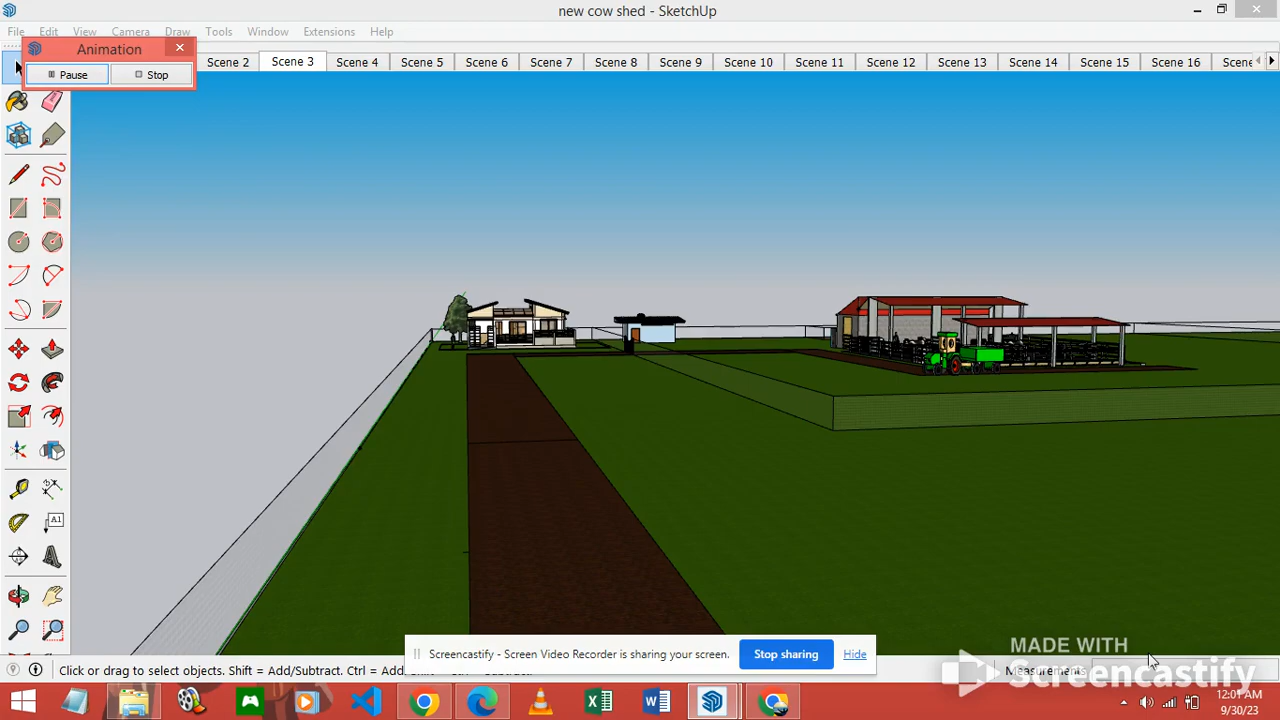 new cow shed - SketchUp
File Edit View Camera Draw Tools Window Extensions Help
Animation
Pause Stop
Scene 2 Scene 3 Scene 4 Scene 5 Scene 6 Scene 7 Scene 8 Scene 9 Scene 10 Scene 11 Scene 12 Scene 13 Scene 14 Scene 15 Scene 16
A1
MADE WITH
Screencastify
Screencastify - Screen Video Recorder is sharing your screen. Stop sharing Hide
Click or drag to select objects. Shift = Add/Subtract. Ctrl = Add
Measurements
12:01 AM
9/30/23